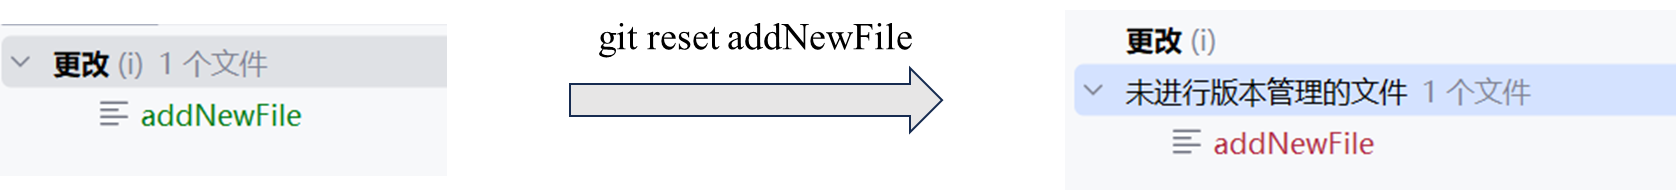 更改 (i) 1 个文件
addNewFile
git reset addNewFile
更改 (i)
未进行版本管理的文件 1 个文件
addNewFile